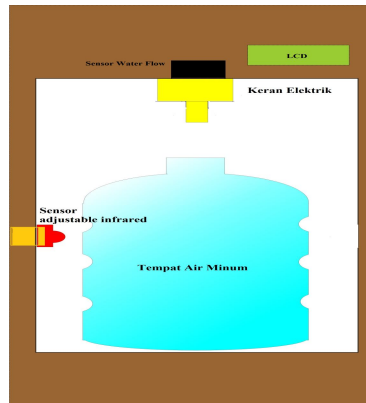 LCD
Sensor Water Flow
Keran Elektrik
Sensor
adjustable infrared
Tempat Air Minum